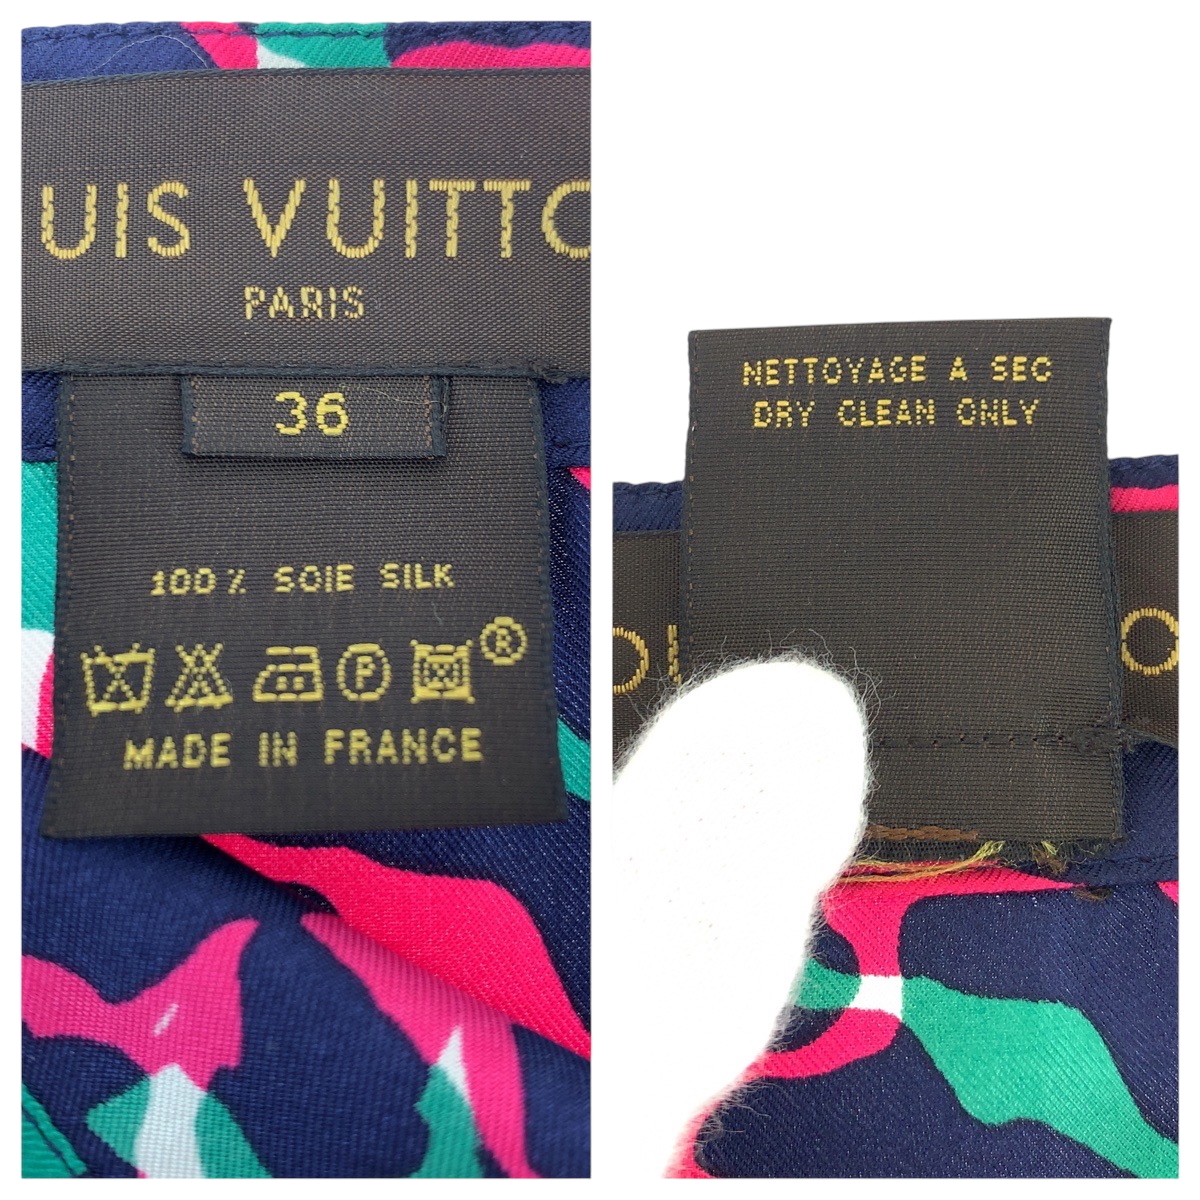 UIS VUITTO
PARIS
36
100% SOIE SILK
P
®
MADE IN FRANCE
NETTOYAGE A SEC
DRY CLEAN ONLY